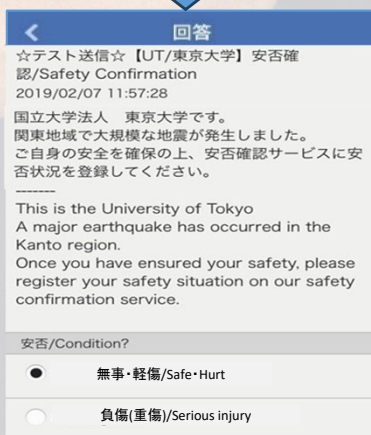 回答
☆テスト送信☆【UT/東京大学】安否確
認/Safety Confirmation
2019/02/07 11:57:28
国立大学法人　東京大学です。
関東地域で大規模な地震が発生しました。
ご自身の安全を確保の上、安否確認サービスに安
否状況を登録してください。
-------
This is the University of Tokyo
A major earthquake has occurred in the
Kanto region.
Once you have ensured your safety, please
register your safety situation on our safety
confirmation service.
安否/Condition?
無事・軽傷/Safe・Hurt
負傷(重傷)/Serious injury